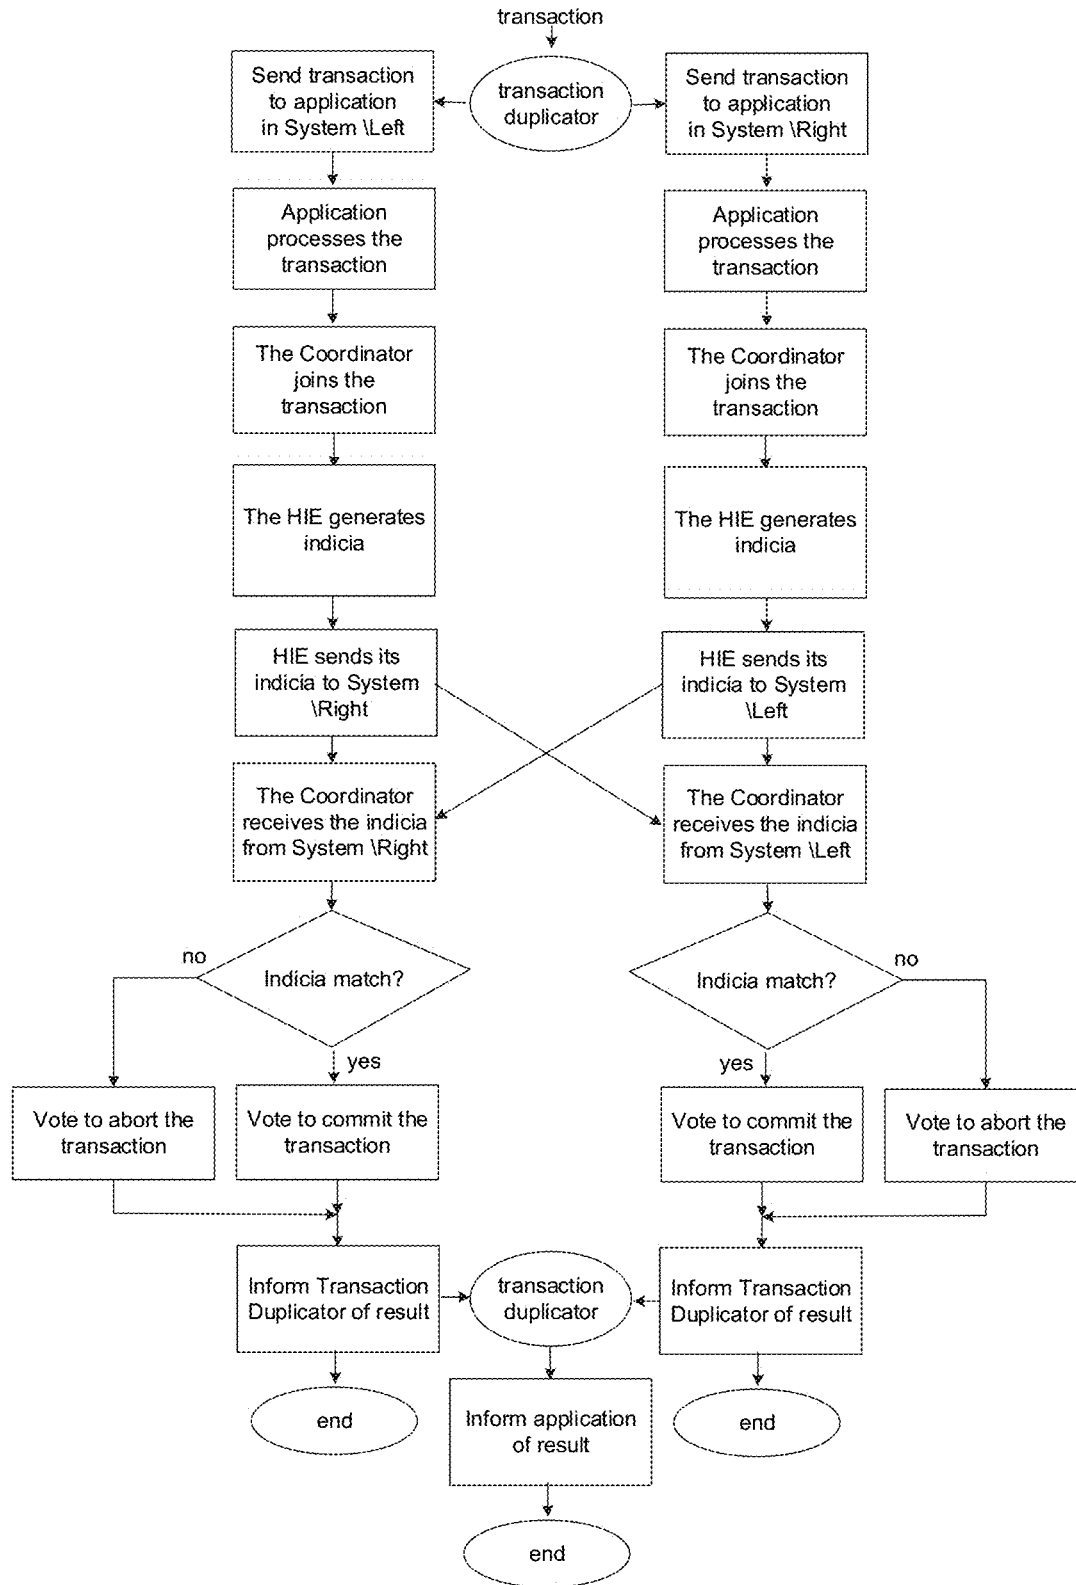 transaction
Send transaction
to application
in System \Left
transaction
duplicator
Send transaction
to application
in System \Right
Application
processes the
transaction
Application
processes the
transaction
The Coordinator
joins the
transaction
The Coordinator
joins the
transaction
The HIE generates
indicia
The HIE generates
indicia
HIE sends its
indicia to System
\Right
HIE sends its
indicia to System
\Left
The Coordinator
receives the indicia
from System \Right
The Coordinator
receives the indicia
from System \Left
no
Indicia match?
yes
Indicia match?
no
yes
Vote to abort the
transaction
Vote to commit the
transaction
Vote to commit the
transaction
Vote to abort the
transaction
Inform Transaction
Duplicator of result
transaction
duplicator
Inform Transaction
Duplicator of result
end
Inform application
of result
end
end